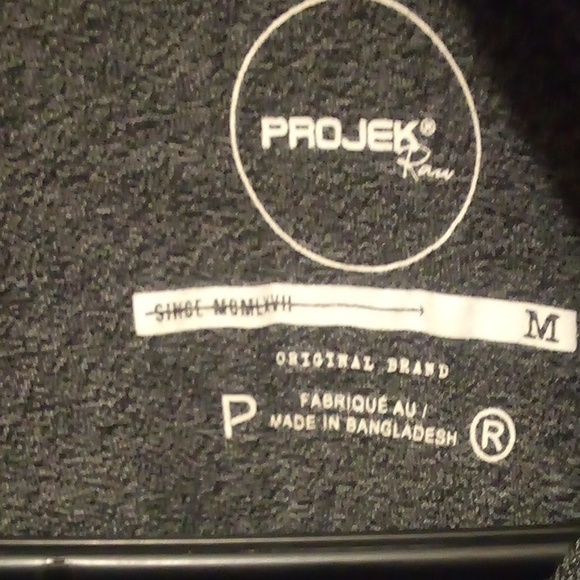 PROJEK®
Raw
SINCE MCMLXVII
M
ORIGINAL BRAND
P
FABRIQUÉ AU /
MADE IN BANGLADESH
®